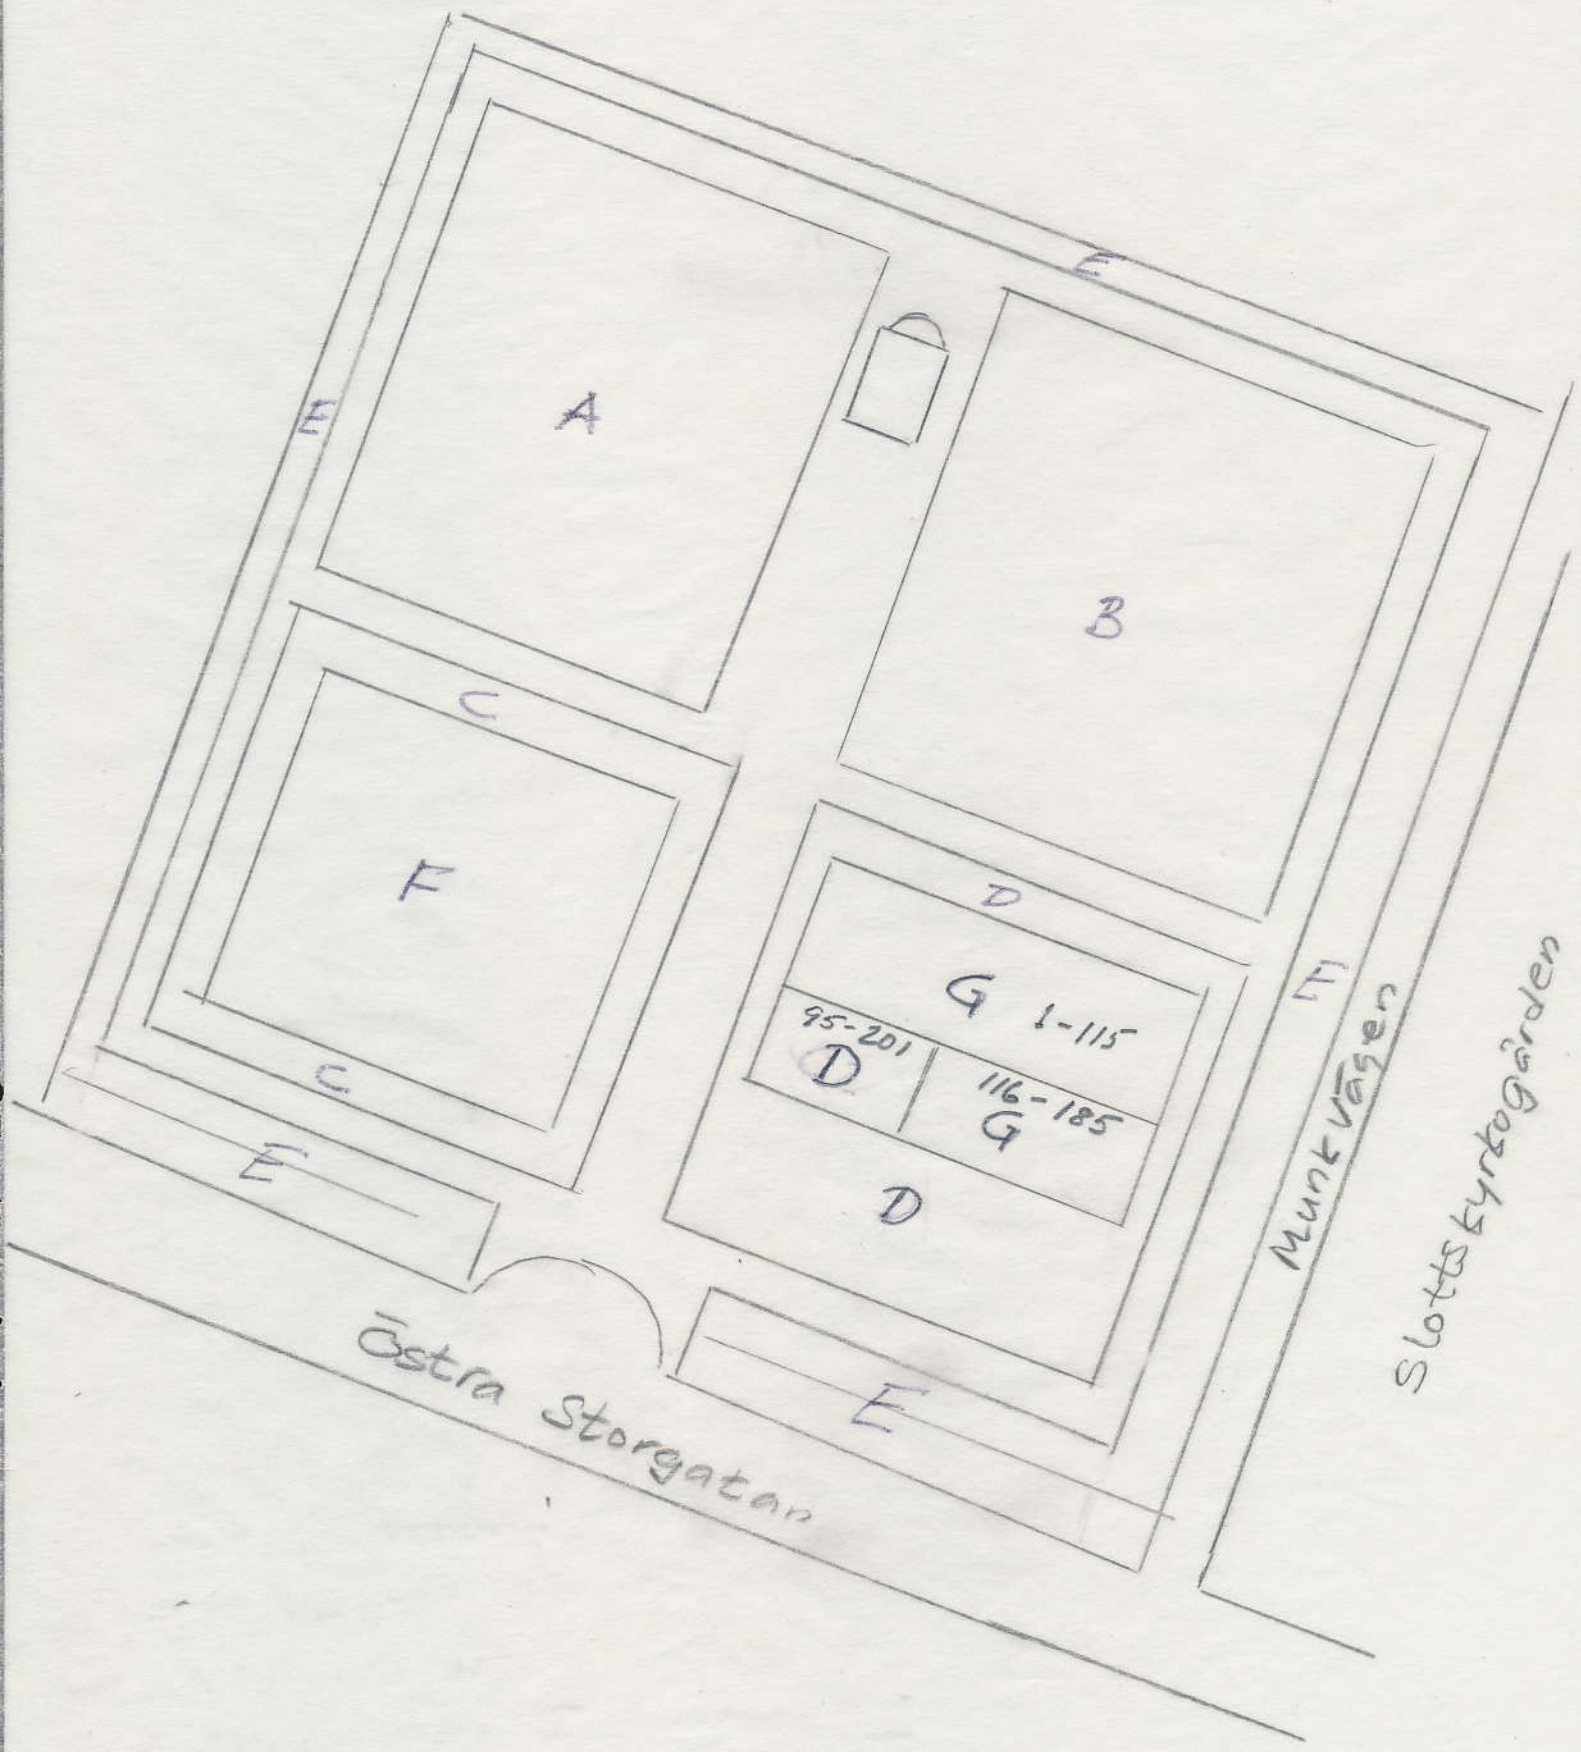 E
E
A
B
C
F
D
E
G 1-115
95-201
D
116-185
G
C
E
D
E
Östra Storgatan
Munkvägen
Slottskyrkogården